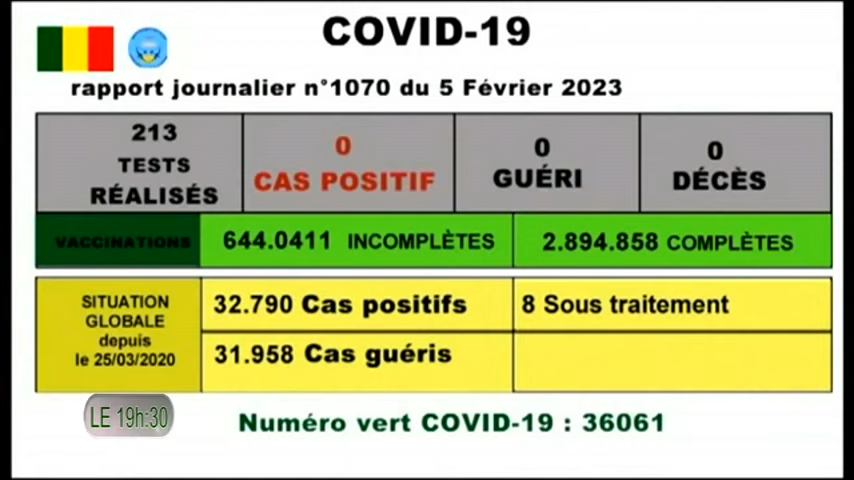 COVID-19
rapport journalier n°1070 du 5 Février 2023
213
TESTS
RÉALISÉS
0
CAS POSITIF
0
GUÉRI
0
DÉCÈS
VACCINATIONS
644.0411 INCOMPLÈTES
2.894.858 COMPLÈTES
SITUATION
GLOBALE
depuis
le 25/03/2020
32.790 Cas positifs
8 Sous traitement
31.958 Cas guéris
LE 19h:30
Numéro vert COVID-19 : 36061